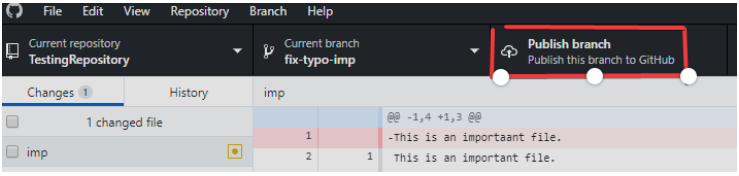 File Edit View Repository Branch Help
Current repository
TestingRepository
Current branch
fix-typo-imp
Publish branch
Publish this branch to GitHub
Changes 1 History
imp
1 changed file
@@ -1,4 +1,3 @@
1 -This is an importaant file.
imp
2 1 This is an important file.